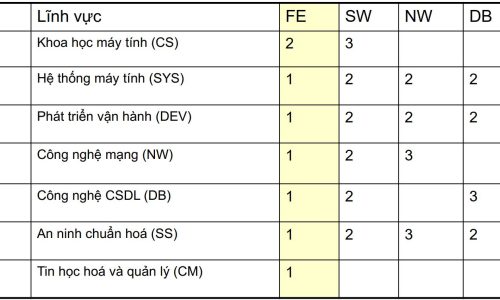 Lĩnh vực FE SW NW DB
Khoa học máy tính (CS) 2 3
Hệ thống máy tính (SYS) 1 2 2 2
Phát triển vận hành (DEV) 1 2 2 2
Công nghệ mạng (NW) 1 2 3
Công nghệ CSDL (DB) 1 2 3
An ninh chuẩn hoá (SS) 1 2 3 2
Tin học hoá và quản lý (CM) 1